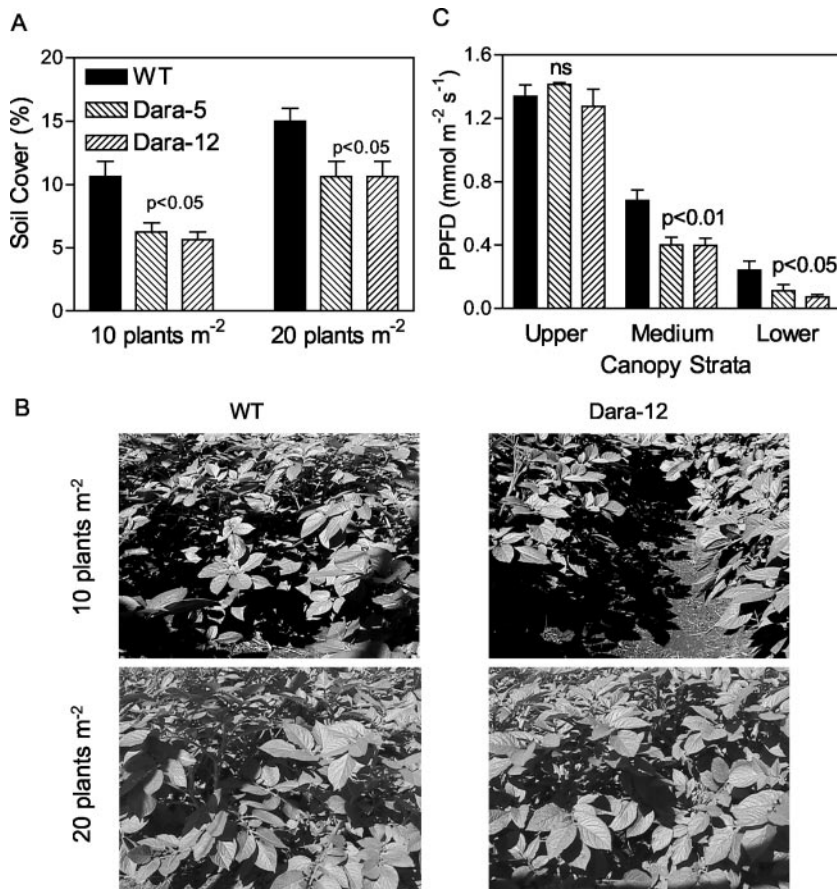 A
Soil Cover (%)
20
15
10
5
0
WT
Dara-5
Dara-12
p<0.05
p<0.05
10 plants m⁻²
20 plants m⁻²
C
PPFD (mmol m⁻² s⁻¹)
1.6
1.2
0.8
0.4
0.0
ns
p<0.01
p<0.05
Upper
Medium
Lower
Canopy Strata
B
WT
Dara-12
10 plants m⁻²
20 plants m⁻²